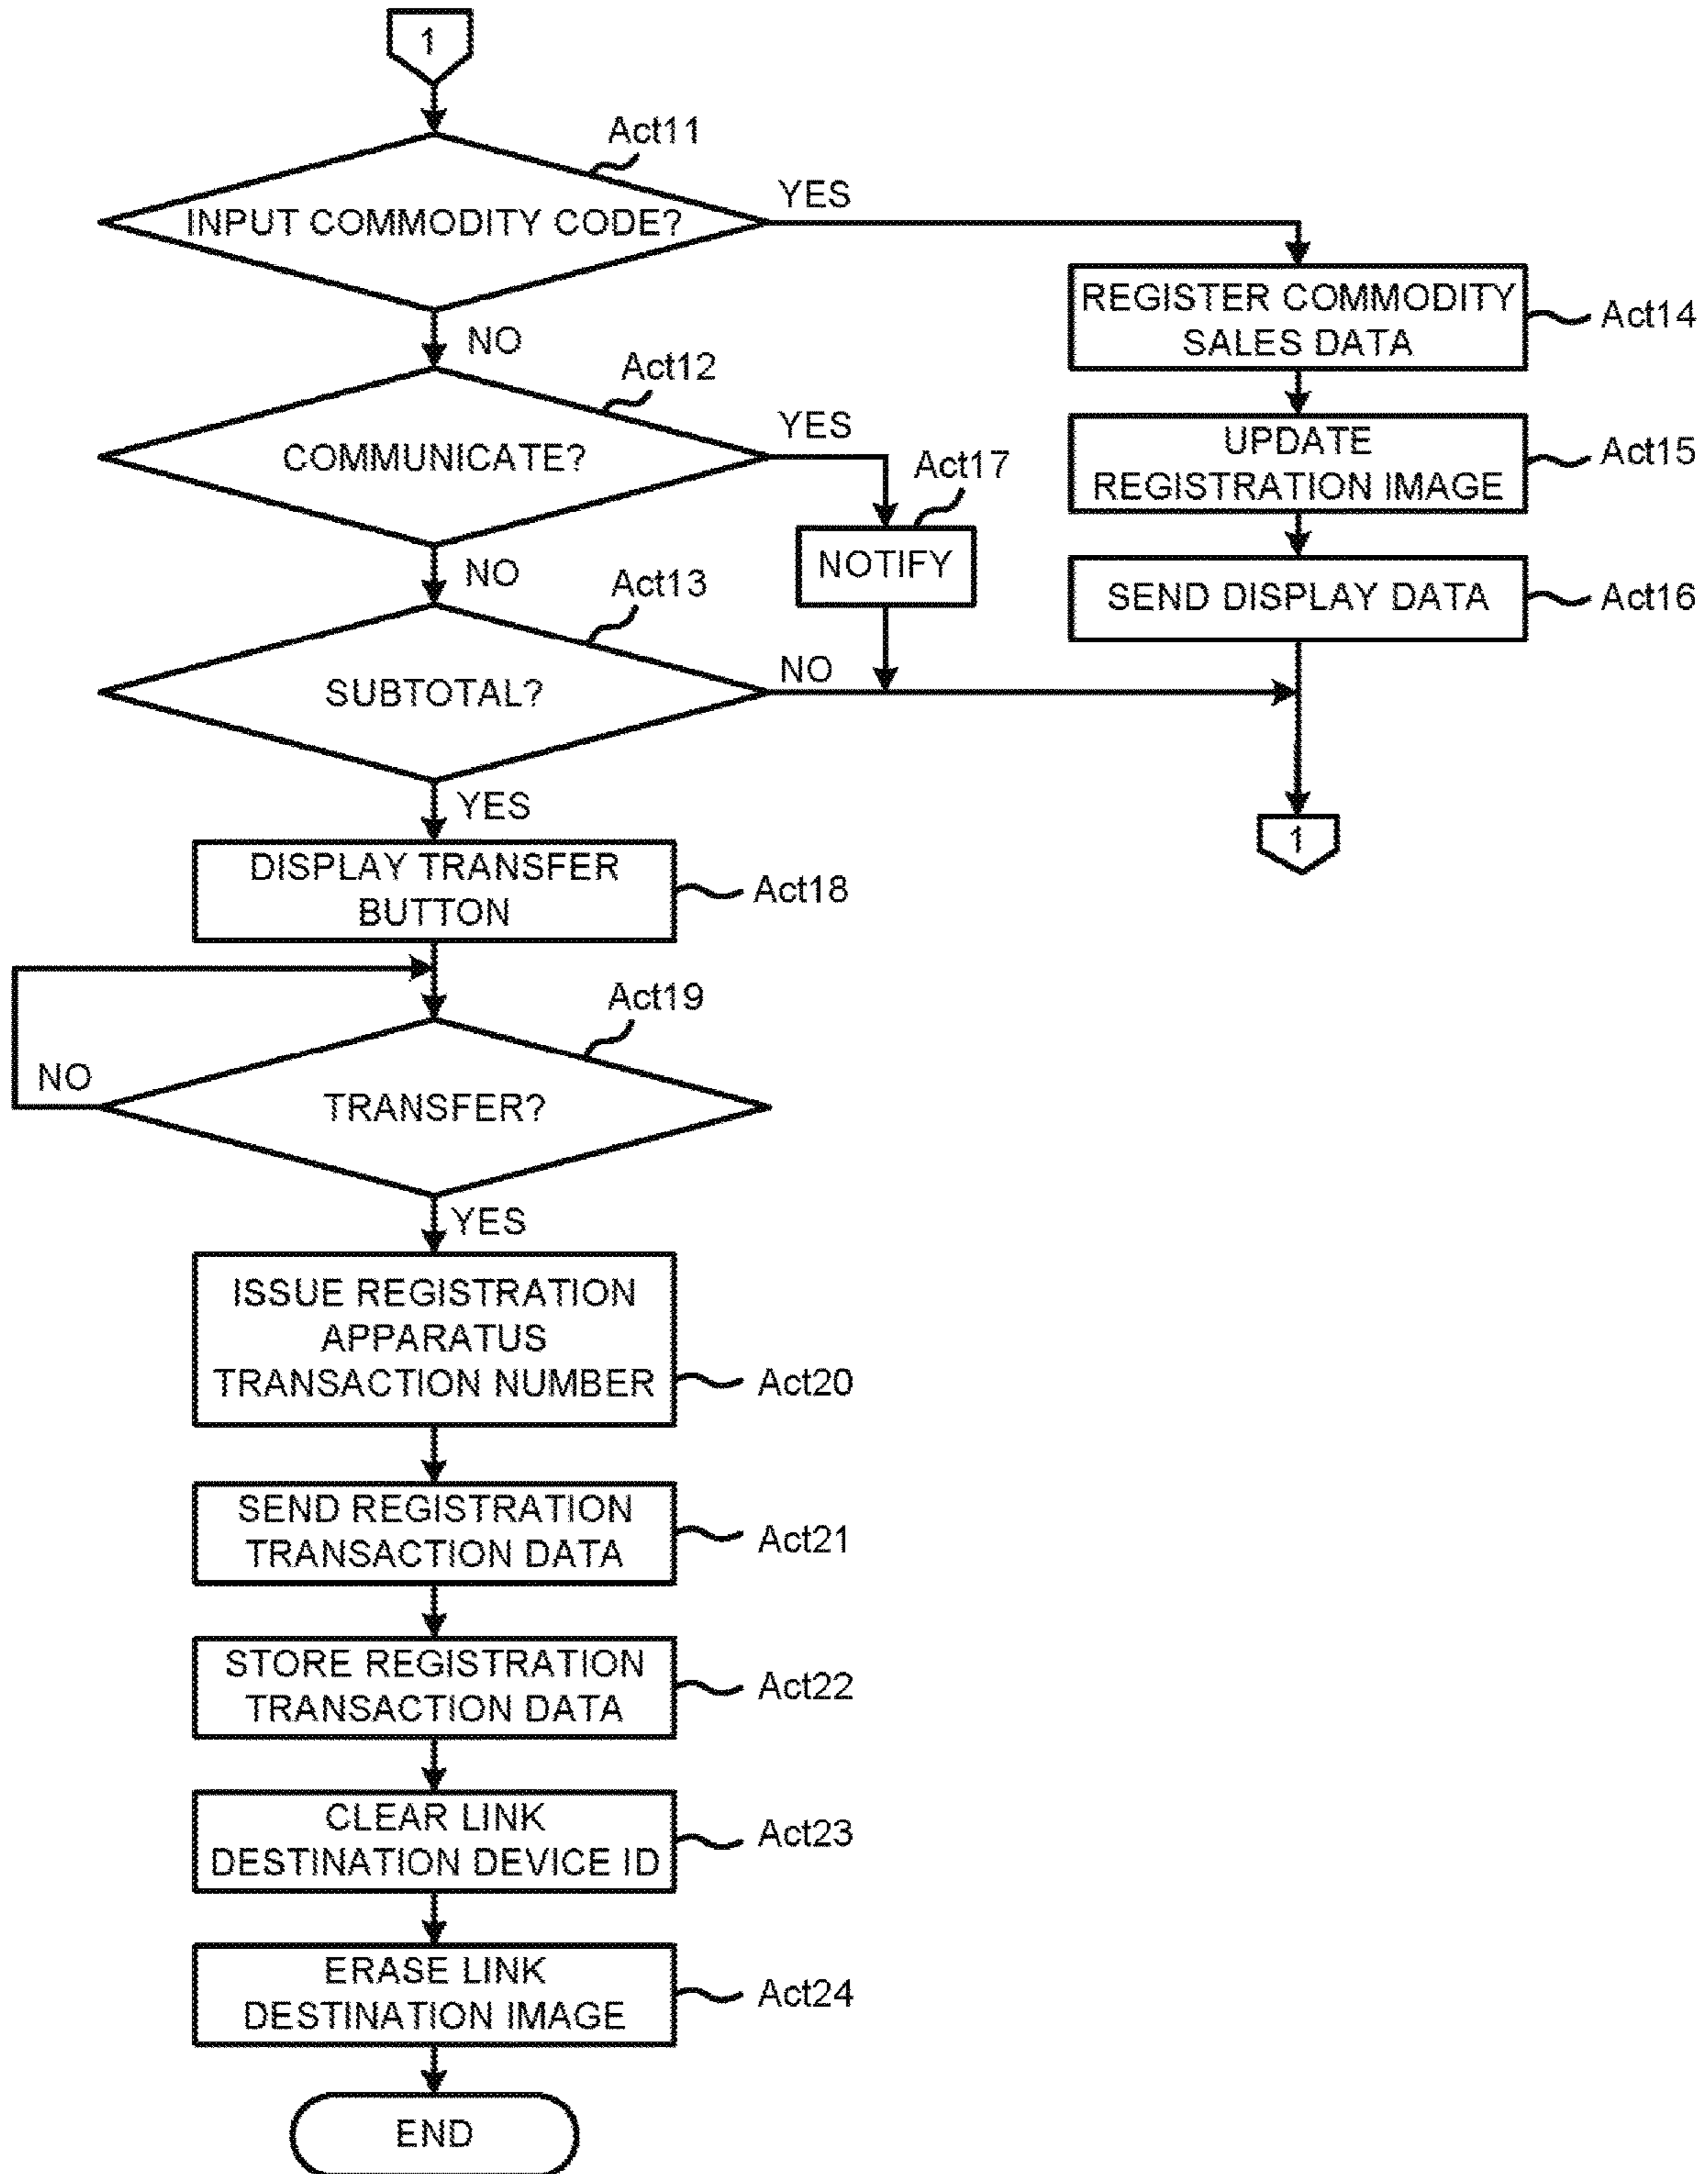 1
Act11
INPUT COMMODITY CODE?
YES
NO
REGISTER COMMODITY
SALES DATA
Act14
Act12
COMMUNICATE?
YES
NO
Act17
NOTIFY
UPDATE
REGISTRATION IMAGE
Act15
SEND DISPLAY DATA
Act16
Act13
SUBTOTAL?
NO
YES
1
DISPLAY TRANSFER
BUTTON
Act18
Act19
TRANSFER?
NO
YES
ISSUE REGISTRATION
APPARATUS
TRANSACTION NUMBER
Act20
SEND REGISTRATION
TRANSACTION DATA
Act21
STORE REGISTRATION
TRANSACTION DATA
Act22
CLEAR LINK
DESTINATION DEVICE ID
Act23
ERASE LINK
DESTINATION IMAGE
Act24
END